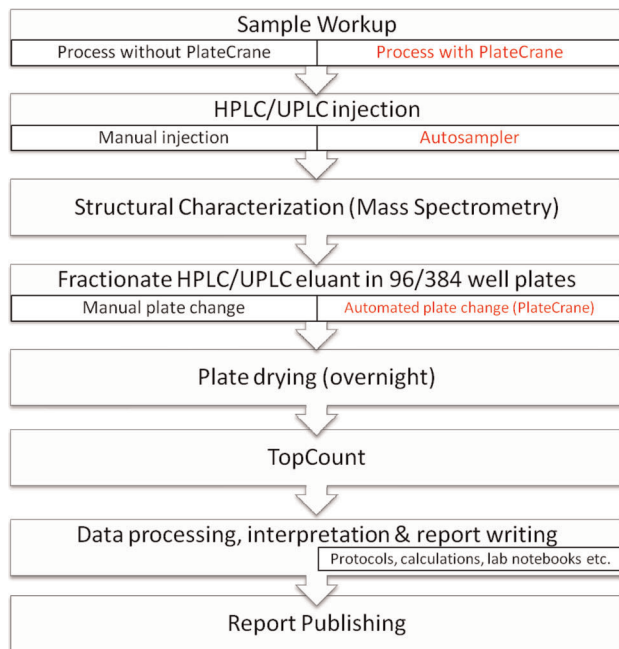 Sample Workup
Process without PlateCrane Process with PlateCrane
HPLC/UPLC injection
Manual injection Autosampler
Structural Characterization (Mass Spectrometry)
Fractionate HPLC/UPLC eluant in 96/384 well plates
Manual plate change Automated plate change (PlateCrane)
Plate drying (overnight)
TopCount
Data processing, interpretation & report writing
Protocols, calculations, lab notebooks etc.
Report Publishing